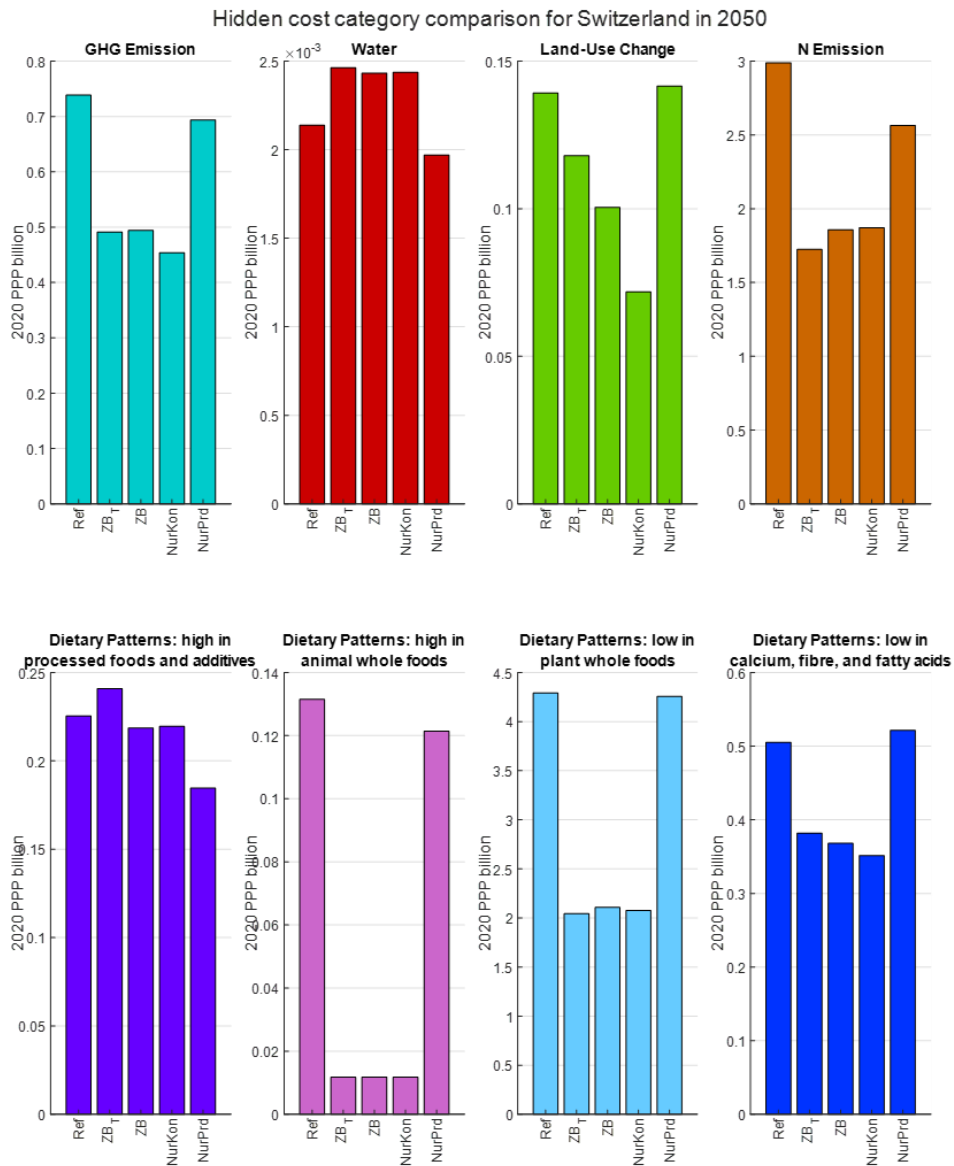 Hidden cost category comparison for Switzerland in 2050
GHG Emission
0.8
0.7
0.6
0.5
0.4
0.3
0.2
0.1
0
2020 PPP billion
Ref
ZB T
ZB
NurKon
NurPrd
Water
×10-3
2.5
2
1.5
1
0.5
0
2020 PPP billion
Ref
ZB T
ZB
NurKon
NurPrd
Land-Use Change
0.15
0.1
0.05
0
2020 PPP billion
Ref
ZB T
ZB
NurKon
NurPrd
N Emission
3
2.5
2
1.5
1
0.5
0
2020 PPP billion
Ref
ZB T
ZB
NurKon
NurPrd
Dietary Patterns: high in
processed foods and additives
0.25
0.2
0.15
0.1
0.05
0
2020 PPP billion
Ref
ZB T
ZB
NurKon
NurPrd
Dietary Patterns: high in
animal whole foods
0.14
0.12
0.1
0.08
0.06
0.04
0.02
0
2020 PPP billion
Ref
ZB T
ZB
NurKon
NurPrd
Dietary Patterns: low in
plant whole foods
4.5
4
3.5
3
2.5
2
1.5
1
0.5
0
2020 PPP billion
Ref
ZB T
ZB
NurKon
NurPrd
Dietary Patterns: low in
calcium, fibre, and fatty acids
0.6
0.5
0.4
0.3
0.2
0.1
0
2020 PPP billion
Ref
ZB T
ZB
NurKon
NurPrd